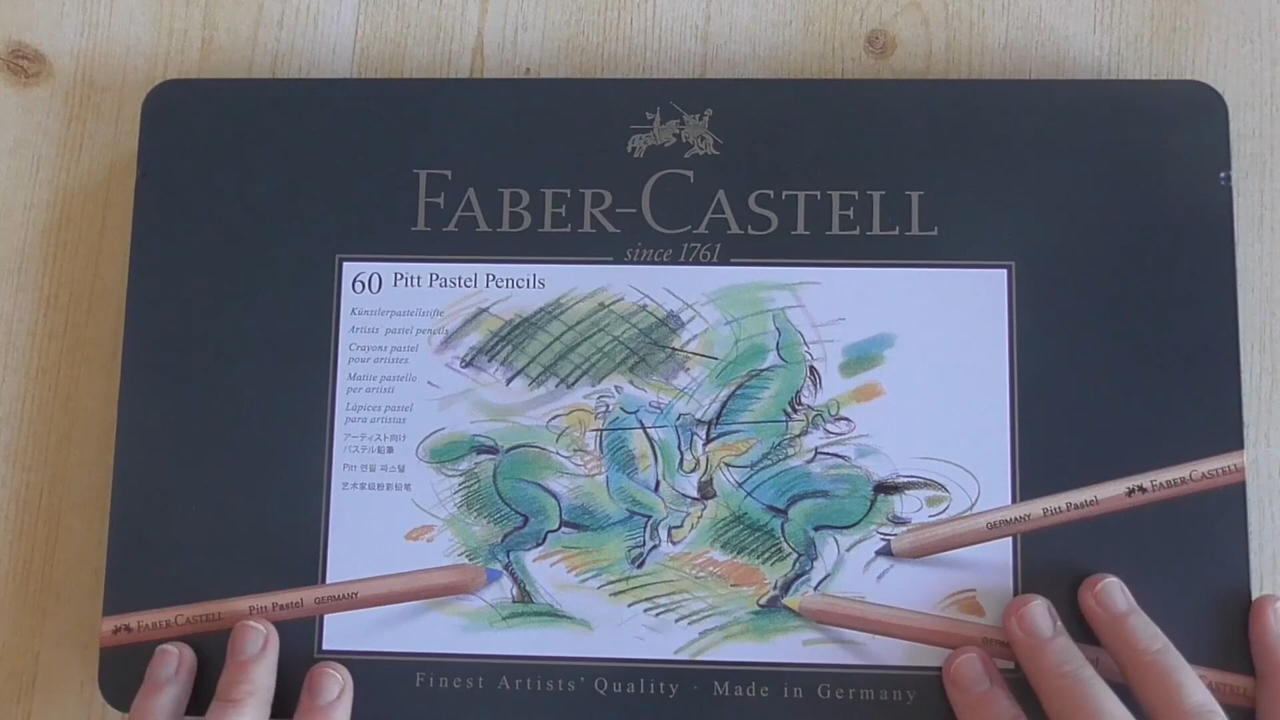 FABER-CASTELL
since 1761
60 Pitt Pastel Pencils
Künstlerpastellstifte
Artists' pastel pencils
Crayons pastel
pour artistes
Matite pastello
per artisti
Lápices pastel
para artistas
アーティスト向け
パステル鉛筆
Pitt 연필 파스텔
艺术家级粉彩铅笔
GERMANY Pitt Pastel FABER-CASTELL
FABER-CASTELL Pitt Pastel GERMANY
Finest Artists' Quality · Made in Germany